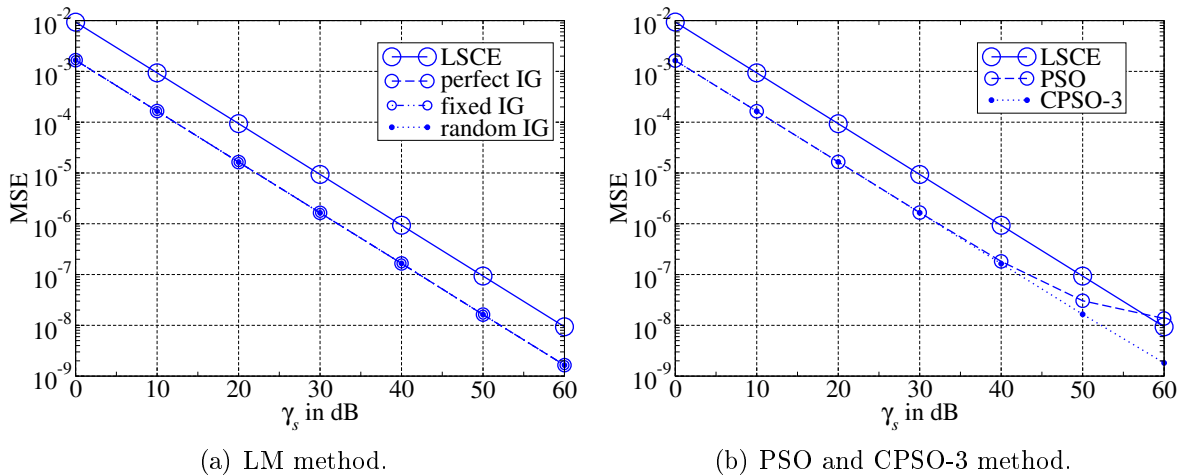 10-2
10-3
10-4
10-5
10-6
10-7
10-8
10-9
MSE
LSCE
perfect IG
fixed IG
random IG
0 10 20 30 40 50 60
γs in dB
(a) LM method.
10-2
10-3
10-4
10-5
10-6
10-7
10-8
10-9
MSE
LSCE
PSO
CPSO-3
0 10 20 30 40 50 60
γs in dB
(b) PSO and CPSO-3 method.